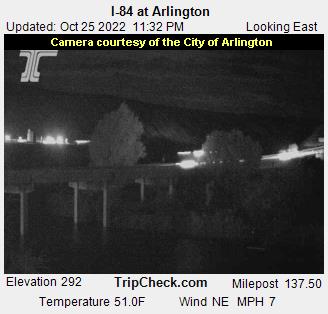 I-84 at Arlington
Updated: Oct 25 2022 11:32 PM Looking East
Camera courtesy of the City of Arlington
Elevation 292 TripCheck.com Milepost 137.50
Temperature 51.0F Wind NE MPH 7